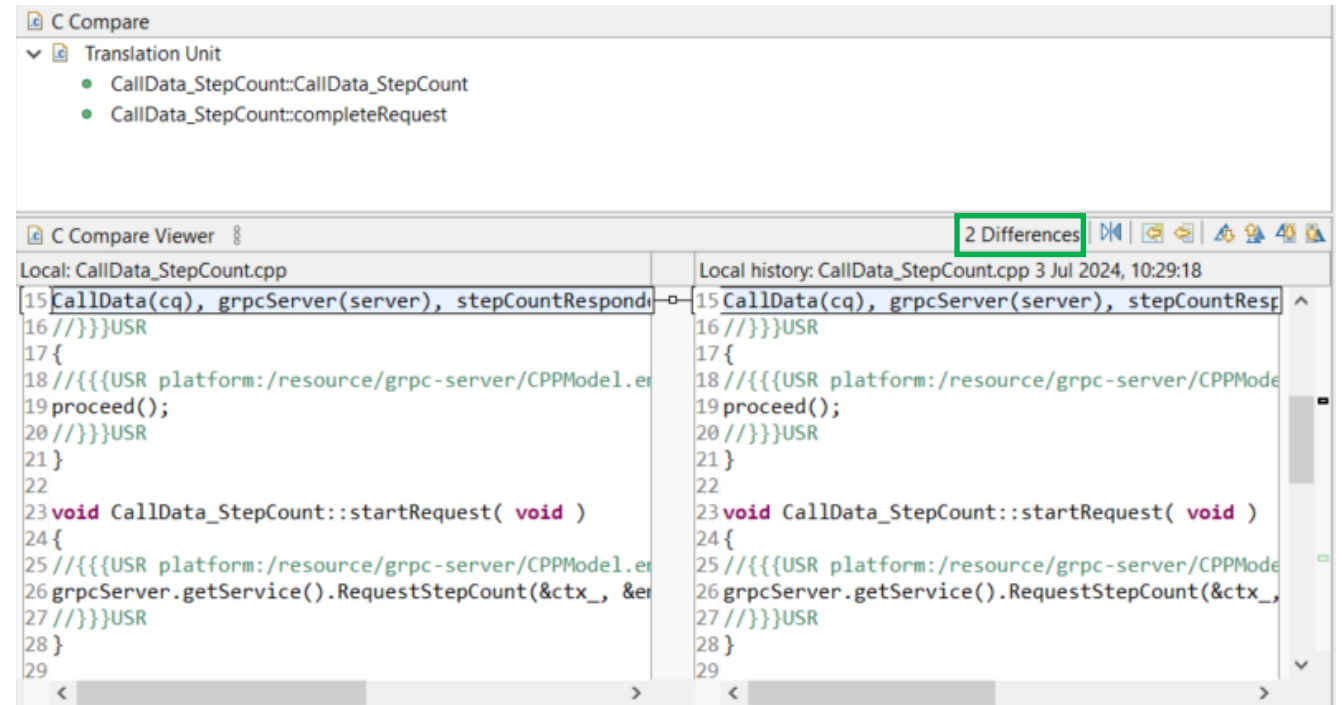 C Compare
Translation Unit
CallData_StepCount::CallData_StepCount
CallData_StepCount::completeRequest
C Compare Viewer
2 Differences
Local: CallData_StepCount.cpp
Local history: CallData_StepCount.cpp 3 Jul 2024, 10:29:18
15 CallData(cq), grpcServer(server), stepCountResponde
16 //}}}USR
17 {
18 //{{{USR platform:/resource/grpc-server/CPPModel.er
19 proceed();
20 //}}}USR
21 }
22
23 void CallData_StepCount::startRequest( void )
24 {
25 //{{{USR platform:/resource/grpc-server/CPPModel.er
26 grpcServer.getService().RequestStepCount(&ctx_, &er
27 //}}}USR
28 }
29
15 CallData(cq), grpcServer(server), stepCountResp
16 //}}}USR
17 {
18 //{{{USR platform:/resource/grpc-server/CPPMode
19 proceed();
20 //}}}USR
21 }
22
23 void CallData_StepCount::startRequest( void )
24 {
25 //{{{USR platform:/resource/grpc-server/CPPMode
26 grpcServer.getService().RequestStepCount(&ctx_,
27 //}}}USR
28 }
29